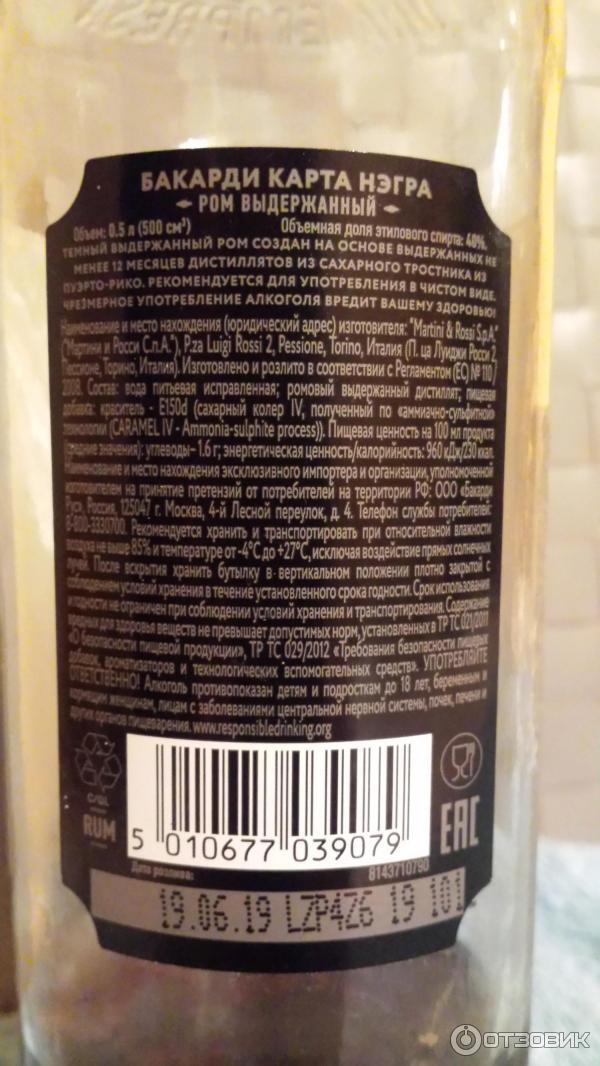 БАКАРДИ КАРТА НЭГРА
РОМ ВЫДЕРЖАННЫЙ
Объем: 0.5 л (500 см³) Объемная доля этилового спирта: 40%.
ТЕМНЫЙ ВЫДЕРЖАННЫЙ РОМ СОЗДАН НА ОСНОВЕ ВЫДЕРЖАННЫХ НЕ
МЕНЕЕ 12 МЕСЯЦЕВ ДИСТИЛЛЯТОВ ИЗ САХАРНОГО ТРОСТНИКА ИЗ
ПУЭРТО-РИКО. РЕКОМЕНДУЕТСЯ ДЛЯ УПОТРЕБЛЕНИЯ В ЧИСТОМ ВИДЕ.
ЧРЕЗМЕРНОЕ УПОТРЕБЛЕНИЕ АЛКОГОЛЯ ВРЕДИТ ВАШЕМУ ЗДОРОВЬЮ!
Наименование и место нахождения (юридический адрес) изготовителя: "Martini & Rossi S.p.A."
("Мартини и Росси С.п.А."), P.za Luigi Rossi 2, Pessione, Torino, Италия (П. ца Луиджи Росси 2,
Пессионе, Торино, Италия). Изготовлено и розлито в соответствии с Регламентом (ЕС) № 110/
2008. Состав: вода питьевая исправленная; ромовый выдержанный дистиллят; пищевая
добавка: краситель - E150d (сахарный колер IV, полученный по «аммиачно-сульфитной»
технологии (CARAMEL IV - Ammonia-sulphite process)). Пищевая ценность на 100 мл продукта
(средние значения): углеводы– 1.6 г; энергетическая ценность/калорийность: 960 кДж/230 ккал.
Наименование и место нахождения эксклюзивного импортера и организации, уполномоченной
изготовителем на принятие претензий от потребителей на территории РФ: ООО «Бакарди
Рус», Россия, 125047 г. Москва, 4-й Лесной переулок, д. 4. Телефон службы потребителей:
8-800-3330700. Рекомендуется хранить и транспортировать при относительной влажности
воздуха не выше 85% и температуре от -4°С до +27°С, исключая воздействие прямых солнечных
лучей. После вскрытия хранить бутылку в вертикальном положении плотно закрытой с
соблюдением условий хранения в течение установленного срока годности. Срок использования
и годности не ограничен при соблюдении условий хранения и транспортирования. Содержание
вредных для здоровья веществ не превышает допустимых норм, установленных в ТР ТС 021/2011
«О безопасности пищевой продукции», ТР ТС 029/2012 «Требования безопасности пищевых
добавок, ароматизаторов и технологических вспомогательных средств». УПОТРЕБЛЯЙТЕ
ОТВЕТСТВЕННО! Алкоголь противопоказан детям и подросткам до 18 лет, беременным и
кормящим женщинам, лицам с заболеваниями центральной нервной системы, почек, печени и
других органов пищеварения. www.responsibledrinking.org
C/GL
RUM
5 010677 039079
EAC
Дата розлива: 8143710790
19.06.19 LZP4Z6 19 101
ОТЗОВИК